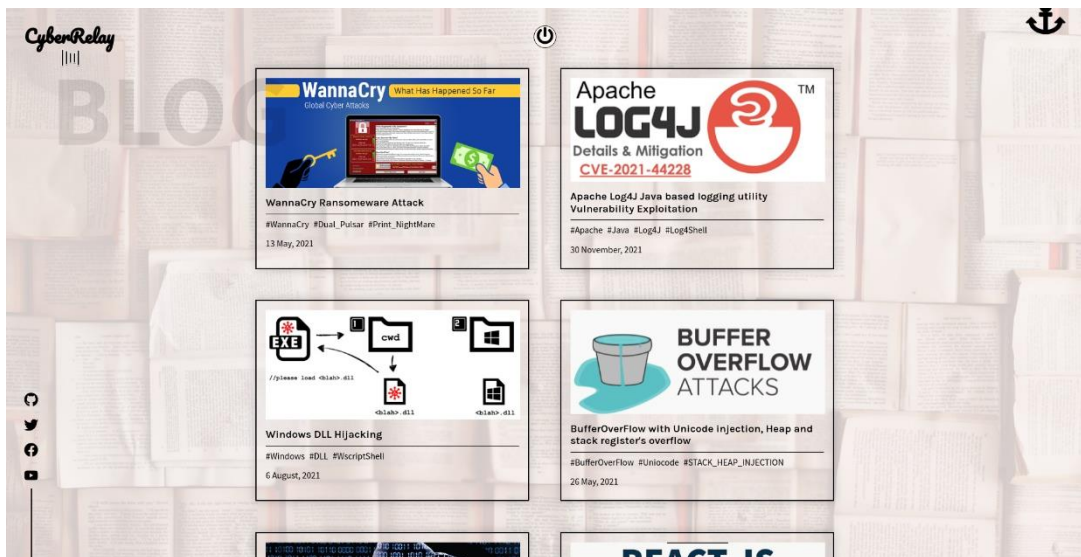 CyberRelay
BLOG
WannaCry What Has Happened So Far
Global Cyber Attacks
WannaCry Ransomeware Attack
#WannaCry #Dual_Pulsar #Print_NightMare
13 May, 2021
Apache TM
LOG4J
Details & Mitigation
CVE-2021-44228
Apache Log4J Java based logging utility
Vulnerability Exploitation
#Apache #Java #Log4J #Log4Shell
30 November, 2021
EXE
1
cwd
2
//please load <blah>.dll
<blah>.dll
<blah>.dll
Windows DLL Hijacking
#Windows #DLL #WscriptShell
6 August, 2021
BUFFER
OVERFLOW
ATTACKS
BufferOverFlow with Unicode injection, Heap and
stack register's overflow
#BufferOverFlow #Uniocode #STACK_HEAP_INJECTION
26 May, 2021
REACT JS